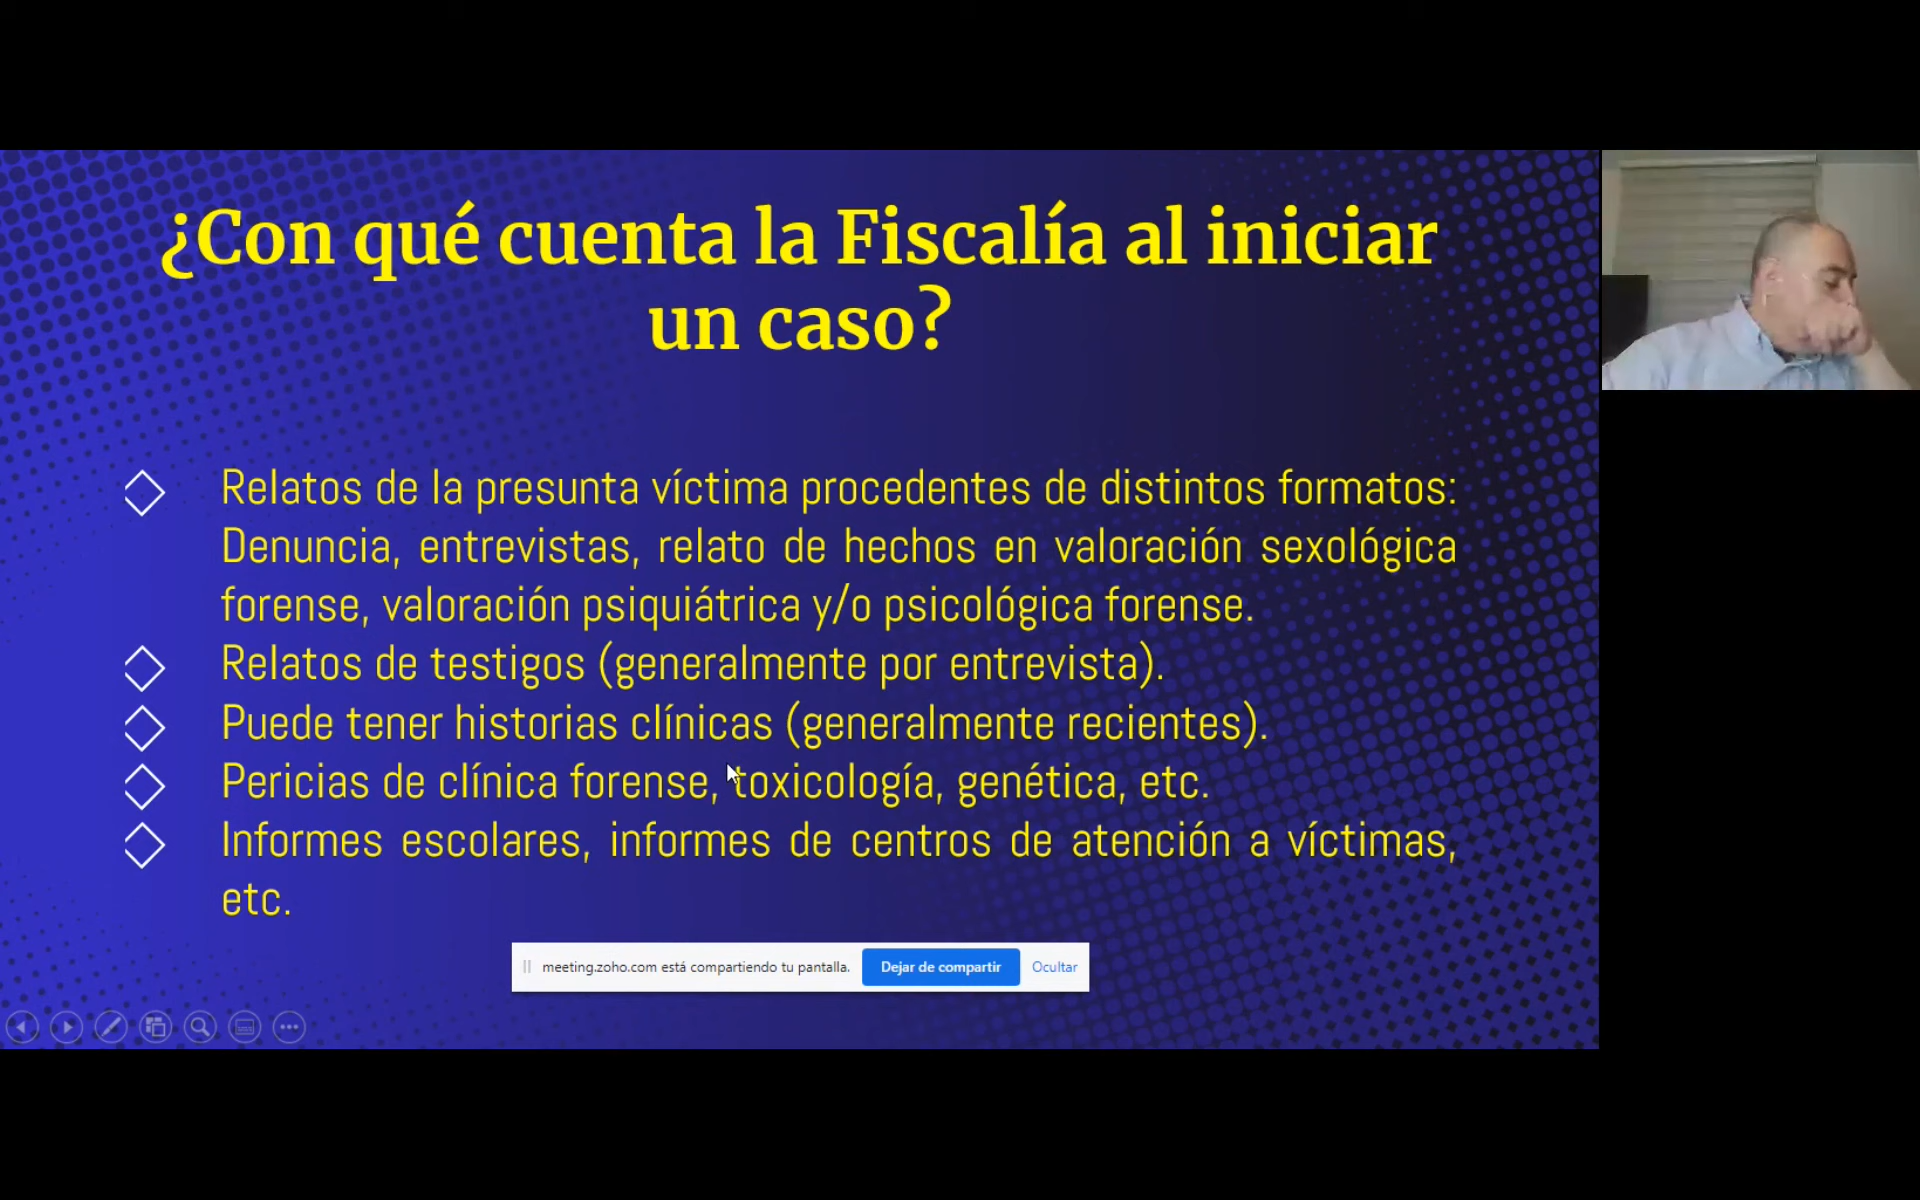 ¿Con qué cuenta la Fiscalía al iniciar
un caso?
Relatos de la presunta víctima procedentes de distintos formatos:
Denuncia, entrevistas, relato de hechos en valoración sexológica
forense, valoración psiquiátrica y/o psicológica forense.
Relatos de testigos (generalmente por entrevista).
Puede tener historias clínicas (generalmente recientes).
Pericias de clínica forense, toxicología, genética, etc.
Informes escolares, informes de centros de atención a víctimas,
etc.
meeting.zoho.com está compartiendo tu pantalla. Dejar de compartir Ocultar